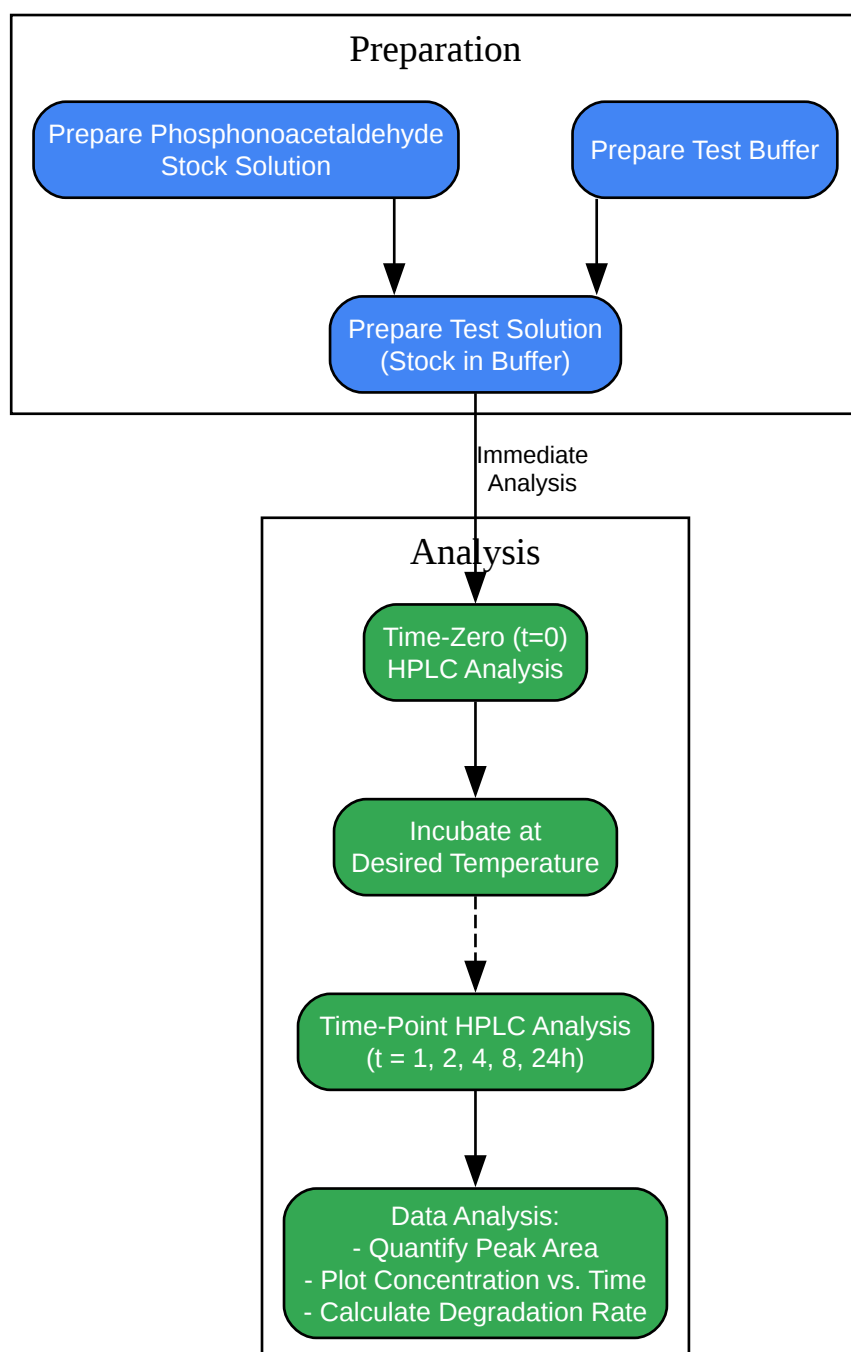 Preparation
Prepare Phosphonoacetaldehyde
Stock Solution
Prepare Test Buffer
Prepare Test Solution
(Stock in Buffer)
Immediate
Analysis
Analysis
Time-Zero (t=0)
HPLC Analysis
Incubate at
Desired Temperature
Time-Point HPLC Analysis
(t = 1, 2, 4, 8, 24h)
Data Analysis:
- Quantify Peak Area
- Plot Concentration vs. Time
- Calculate Degradation Rate